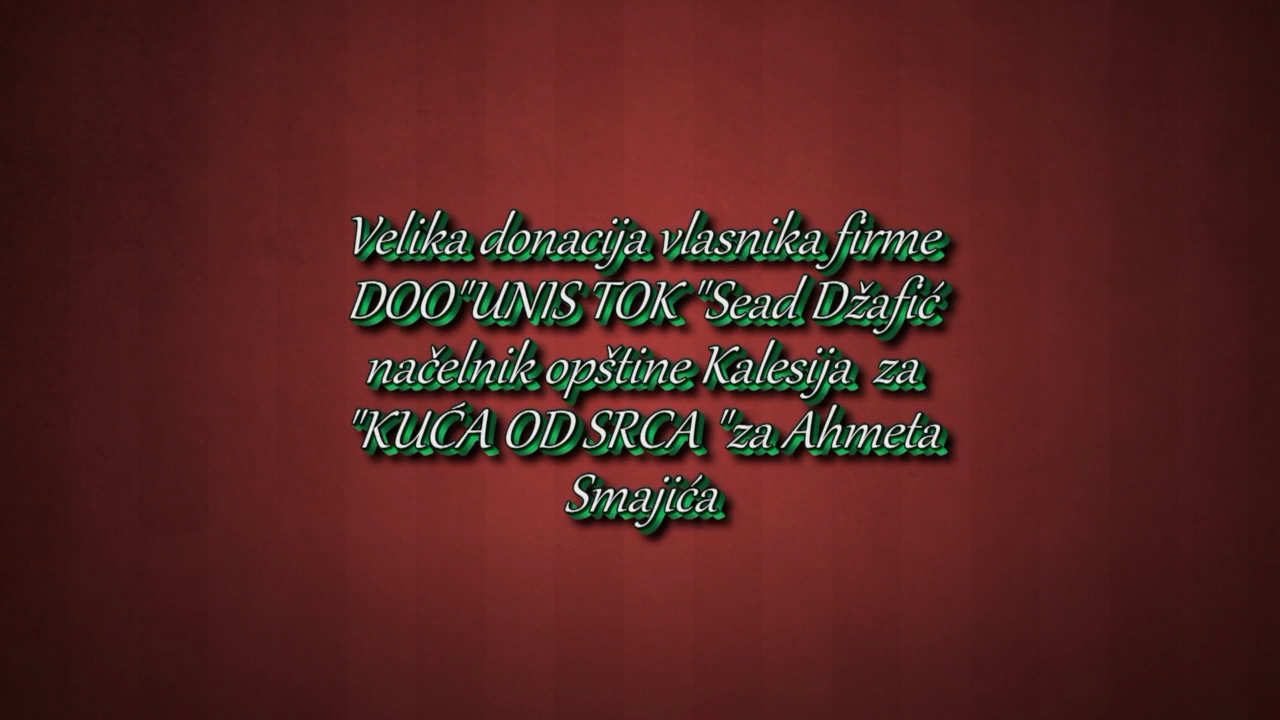 Velika donacija vlasnika firme
DOO"UNIS TOK "Sead Džafić
načelnik opštine Kalesija  za
"KUĆA OD SRCA "za Ahmeta
Smajića